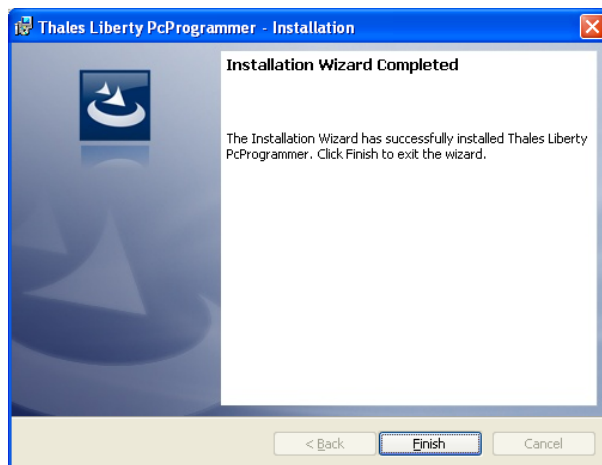 Thales Liberty PcProgrammer - Installation
Installation Wizard Completed
The Installation Wizard has successfully installed Thales Liberty
PcProgrammer. Click Finish to exit the wizard.
< Back
Finish
Cancel